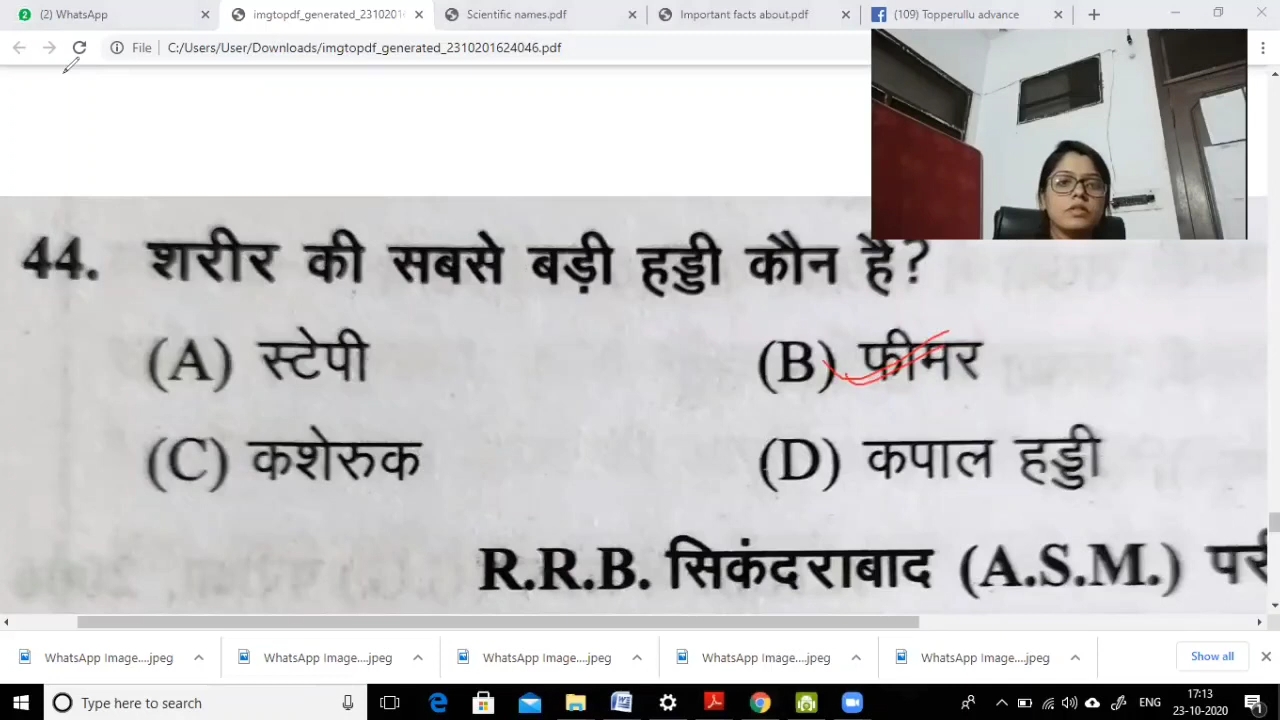 (2) WhatsApp
imgtopdf_generated_2310201
Scientific names.pdf
Important facts about.pdf
(109) Topperullu advance
File
C:/Users/User/Downloads/imgtopdf_generated_2310201624046.pdf
44. शरीर की सबसे बड़ी हड्डी कौन है?
(A) स्टेपी
(B) फीमर
(C) कशेरुक
(D) कपाल हड्डी
R.R.B. सिकंदराबाद (A.S.M.)
WhatsApp Image....jpeg
WhatsApp Image....jpeg
WhatsApp Image....jpeg
WhatsApp Image....jpeg
WhatsApp Image....jpeg
Show all
Type here to search
ENG
17:13
23-10-2020